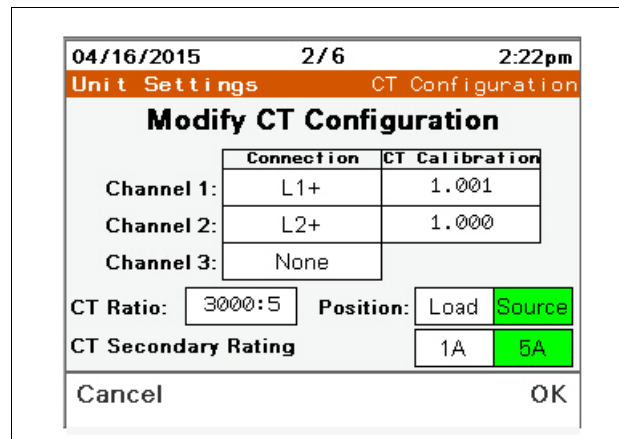 04/16/2015 2/6 2:22pm
Unit Settings CT Configuration
Modify CT Configuration
Connection CT Calibration
Channel 1: L1+ 1.001
Channel 2: L2+ 1.000
Channel 3: None
CT Ratio: 3000:5 Position: Load Source
CT Secondary Rating 1A 5A
Cancel OK